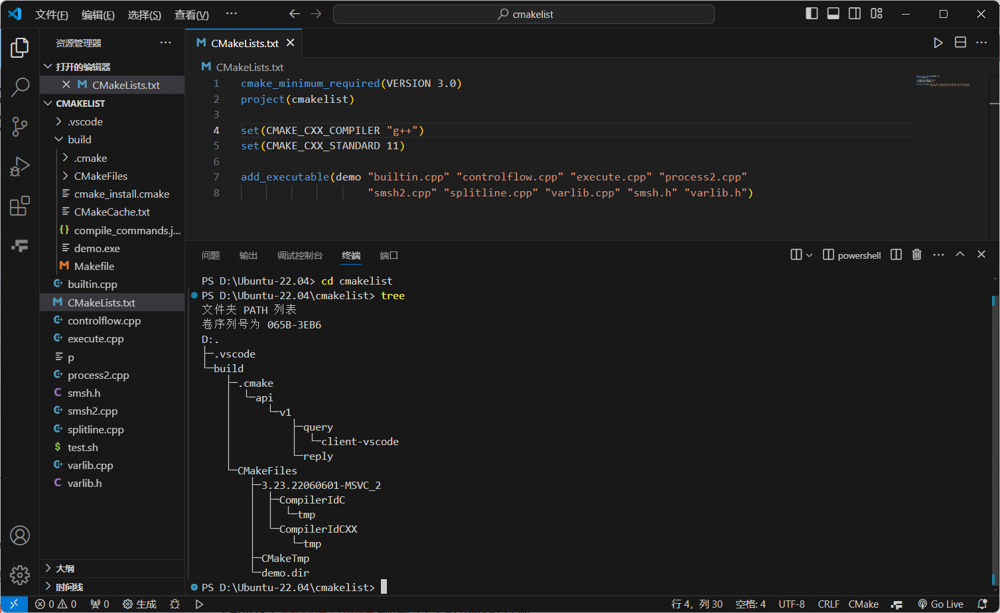 文件(F) 编辑(E) 选择(S) 查看(V) ··· cmakelist
资源管理器 ···
打开的编辑器
CMakeLists.txt
CMAKELIST
.vscode
build
.cmake
CMakeFiles
cmake_install.cmake
CMakeCache.txt
compile_commands.j...
demo.exe
Makefile
builtin.cpp
CMakeLists.txt
controlflow.cpp
execute.cpp
p
process2.cpp
smsh.h
smsh2.cpp
splitline.cpp
test.sh
varlib.cpp
varlib.h
大纲
时间线
CMakeLists.txt
CMakeLists.txt
1 cmake_minimum_required(VERSION 3.0)
2 project(cmakelist)
3
4 set(CMAKE_CXX_COMPILER "g++")
5 set(CMAKE_CXX_STANDARD 11)
6
7 add_executable(demo "builtin.cpp" "controlflow.cpp" "execute.cpp" "process2.cpp"
8 "smsh2.cpp" "splitline.cpp" "varlib.cpp" "smsh.h" "varlib.h")
问题 输出 调试控制台 终端 端口 powershell
PS D:\Ubuntu-22.04> cd cmakelist
PS D:\Ubuntu-22.04\cmakelist> tree
文件夹 PATH 列表
卷序列号为 065B-3EB6
D:.
├─.vscode
└─build
    ├─.cmake
    │  └─api
    │      └─v1
    │          ├─query
    │          │  └─client-vscode
    │          └─reply
    └─CMakeFiles
        ├─3.23.22060601-MSVC_2
        │  ├─CompilerIdC
        │  │  └─tmp
        │  └─CompilerIdCXX
        │      └─tmp
        ├─CMakeTmp
        └─demo.dir
PS D:\Ubuntu-22.04\cmakelist>
0 0 0 生成 行 4，列 30 空格: 4 UTF-8 CRLF CMake Go Live